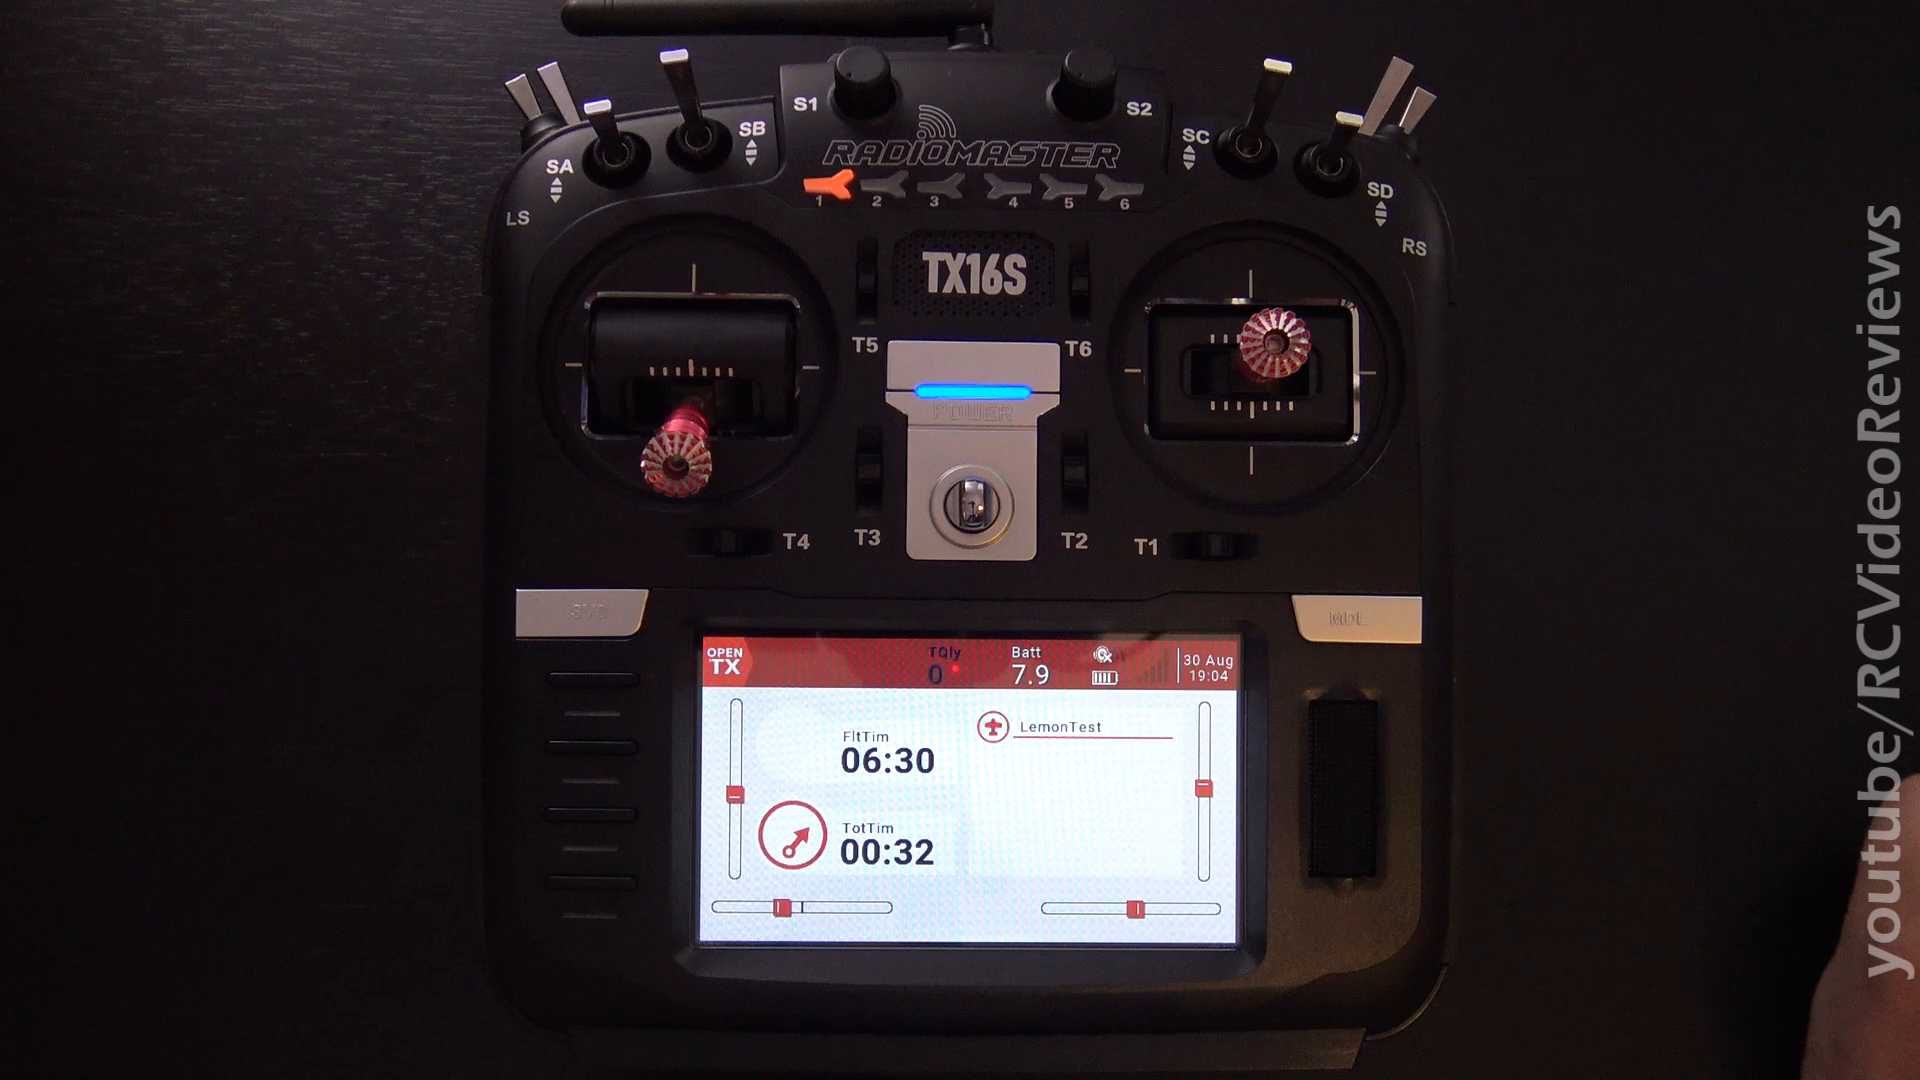 S1
S2
SB
SC
RADIOMASTER
SA
SD
1 2 3 4 5 6
LS
RS
TX16S
T5
T6
POWER
T4
T3
T2
T1
SYS
MDL
OPEN
TX
TQly
0
Batt
7.9
30 Aug
19:04
FltTim
06:30
LemonTest
TotTim
00:32
youtube/RCVideoReviews